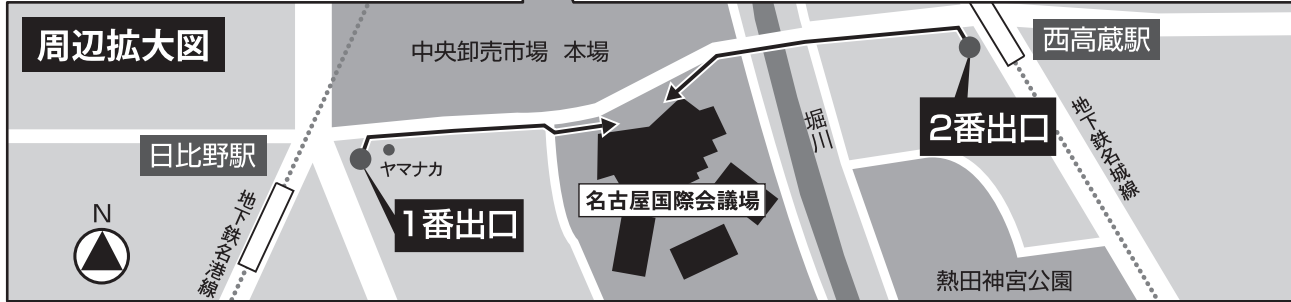 周辺拡大図
中央卸売市場 本場
西高蔵駅
2番出口
堀川
地下鉄名城線
日比野駅
ヤマナカ
1番出口
地下鉄名港線
名古屋国際会議場
N
熱田神宮公園